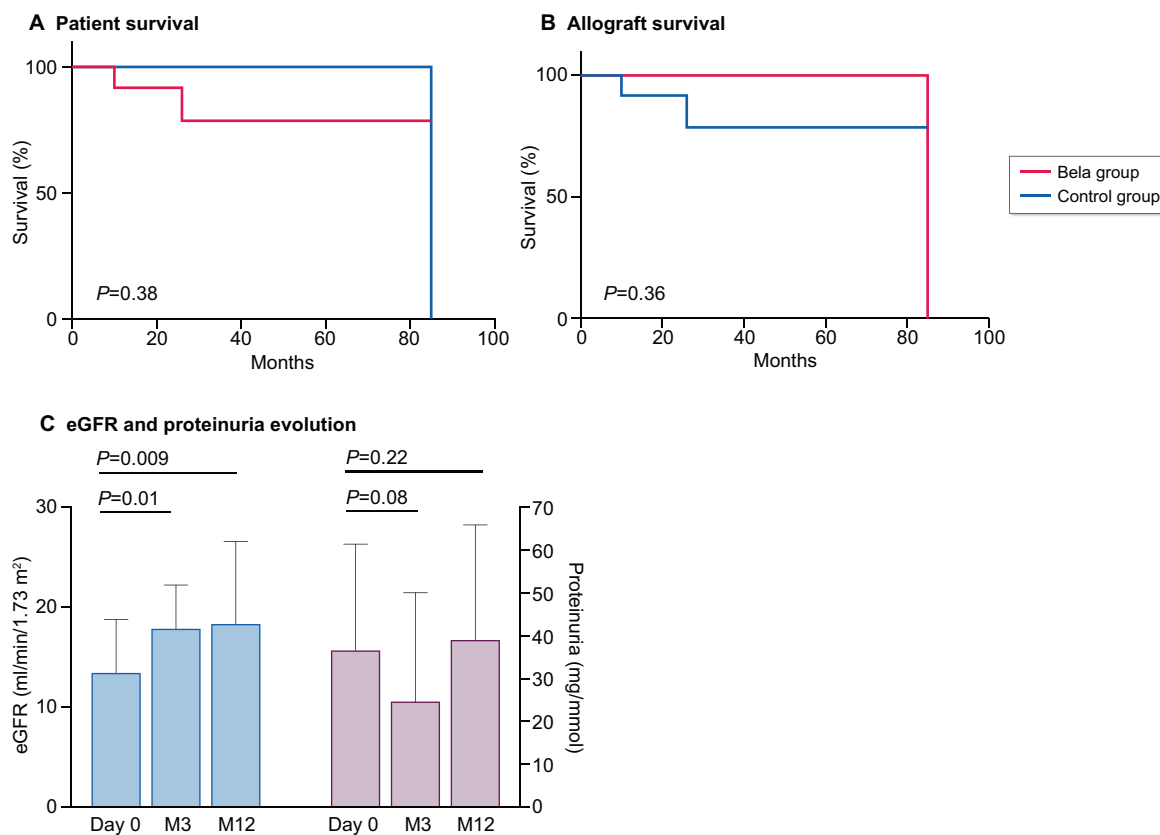 A Patient survival
100
50
0
Survival (%)
P=0.38
0 20 40 60 80 100
Months
B Allograft survival
100
50
0
Survival (%)
P=0.36
0 20 40 60 80 100
Months
Bela group
Control group
C eGFR and proteinuria evolution
P=0.009
P=0.01
P=0.22
P=0.08
30
20
10
0
eGFR (ml/min/1.73 m²)
70
60
50
40
30
20
10
0
Proteinuria (mg/mmol)
Day 0 M3 M12
Day 0 M3 M12